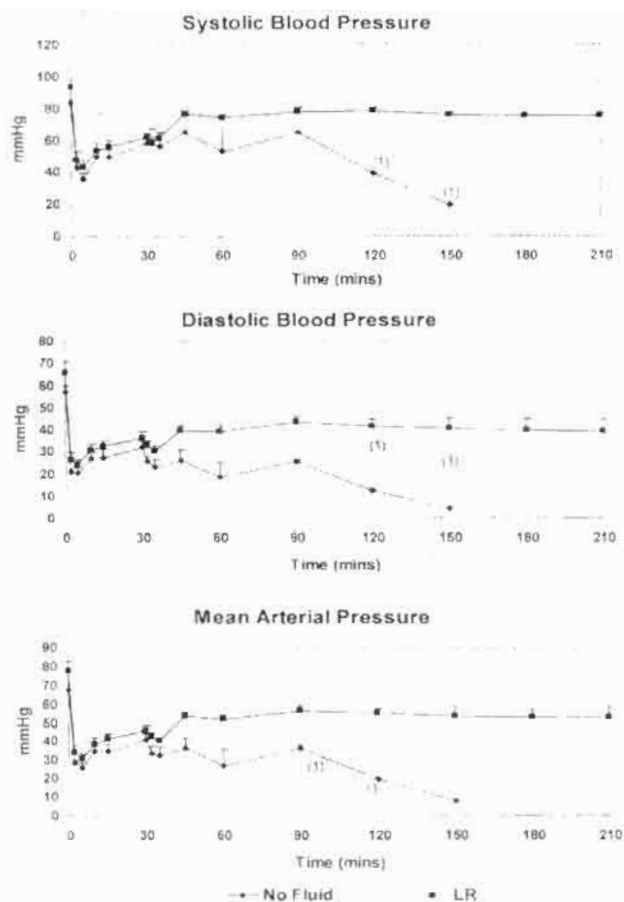 Systolic Blood Pressure
120
100
80
60
40
20
0
mmHg
(1)
(1)
0 30 60 90 120 150 180 210
Time (mins)
Diastolic Blood Pressure
80
70
60
50
40
30
20
10
0
mmHg
(1)
(1)
0 30 60 90 120 150 180 210
Time (mins)
Mean Arterial Pressure
90
80
70
60
50
40
30
20
10
0
mmHg
(1)
(1
0 30 60 90 120 150 180 210
Time (mins)
No Fluid LR